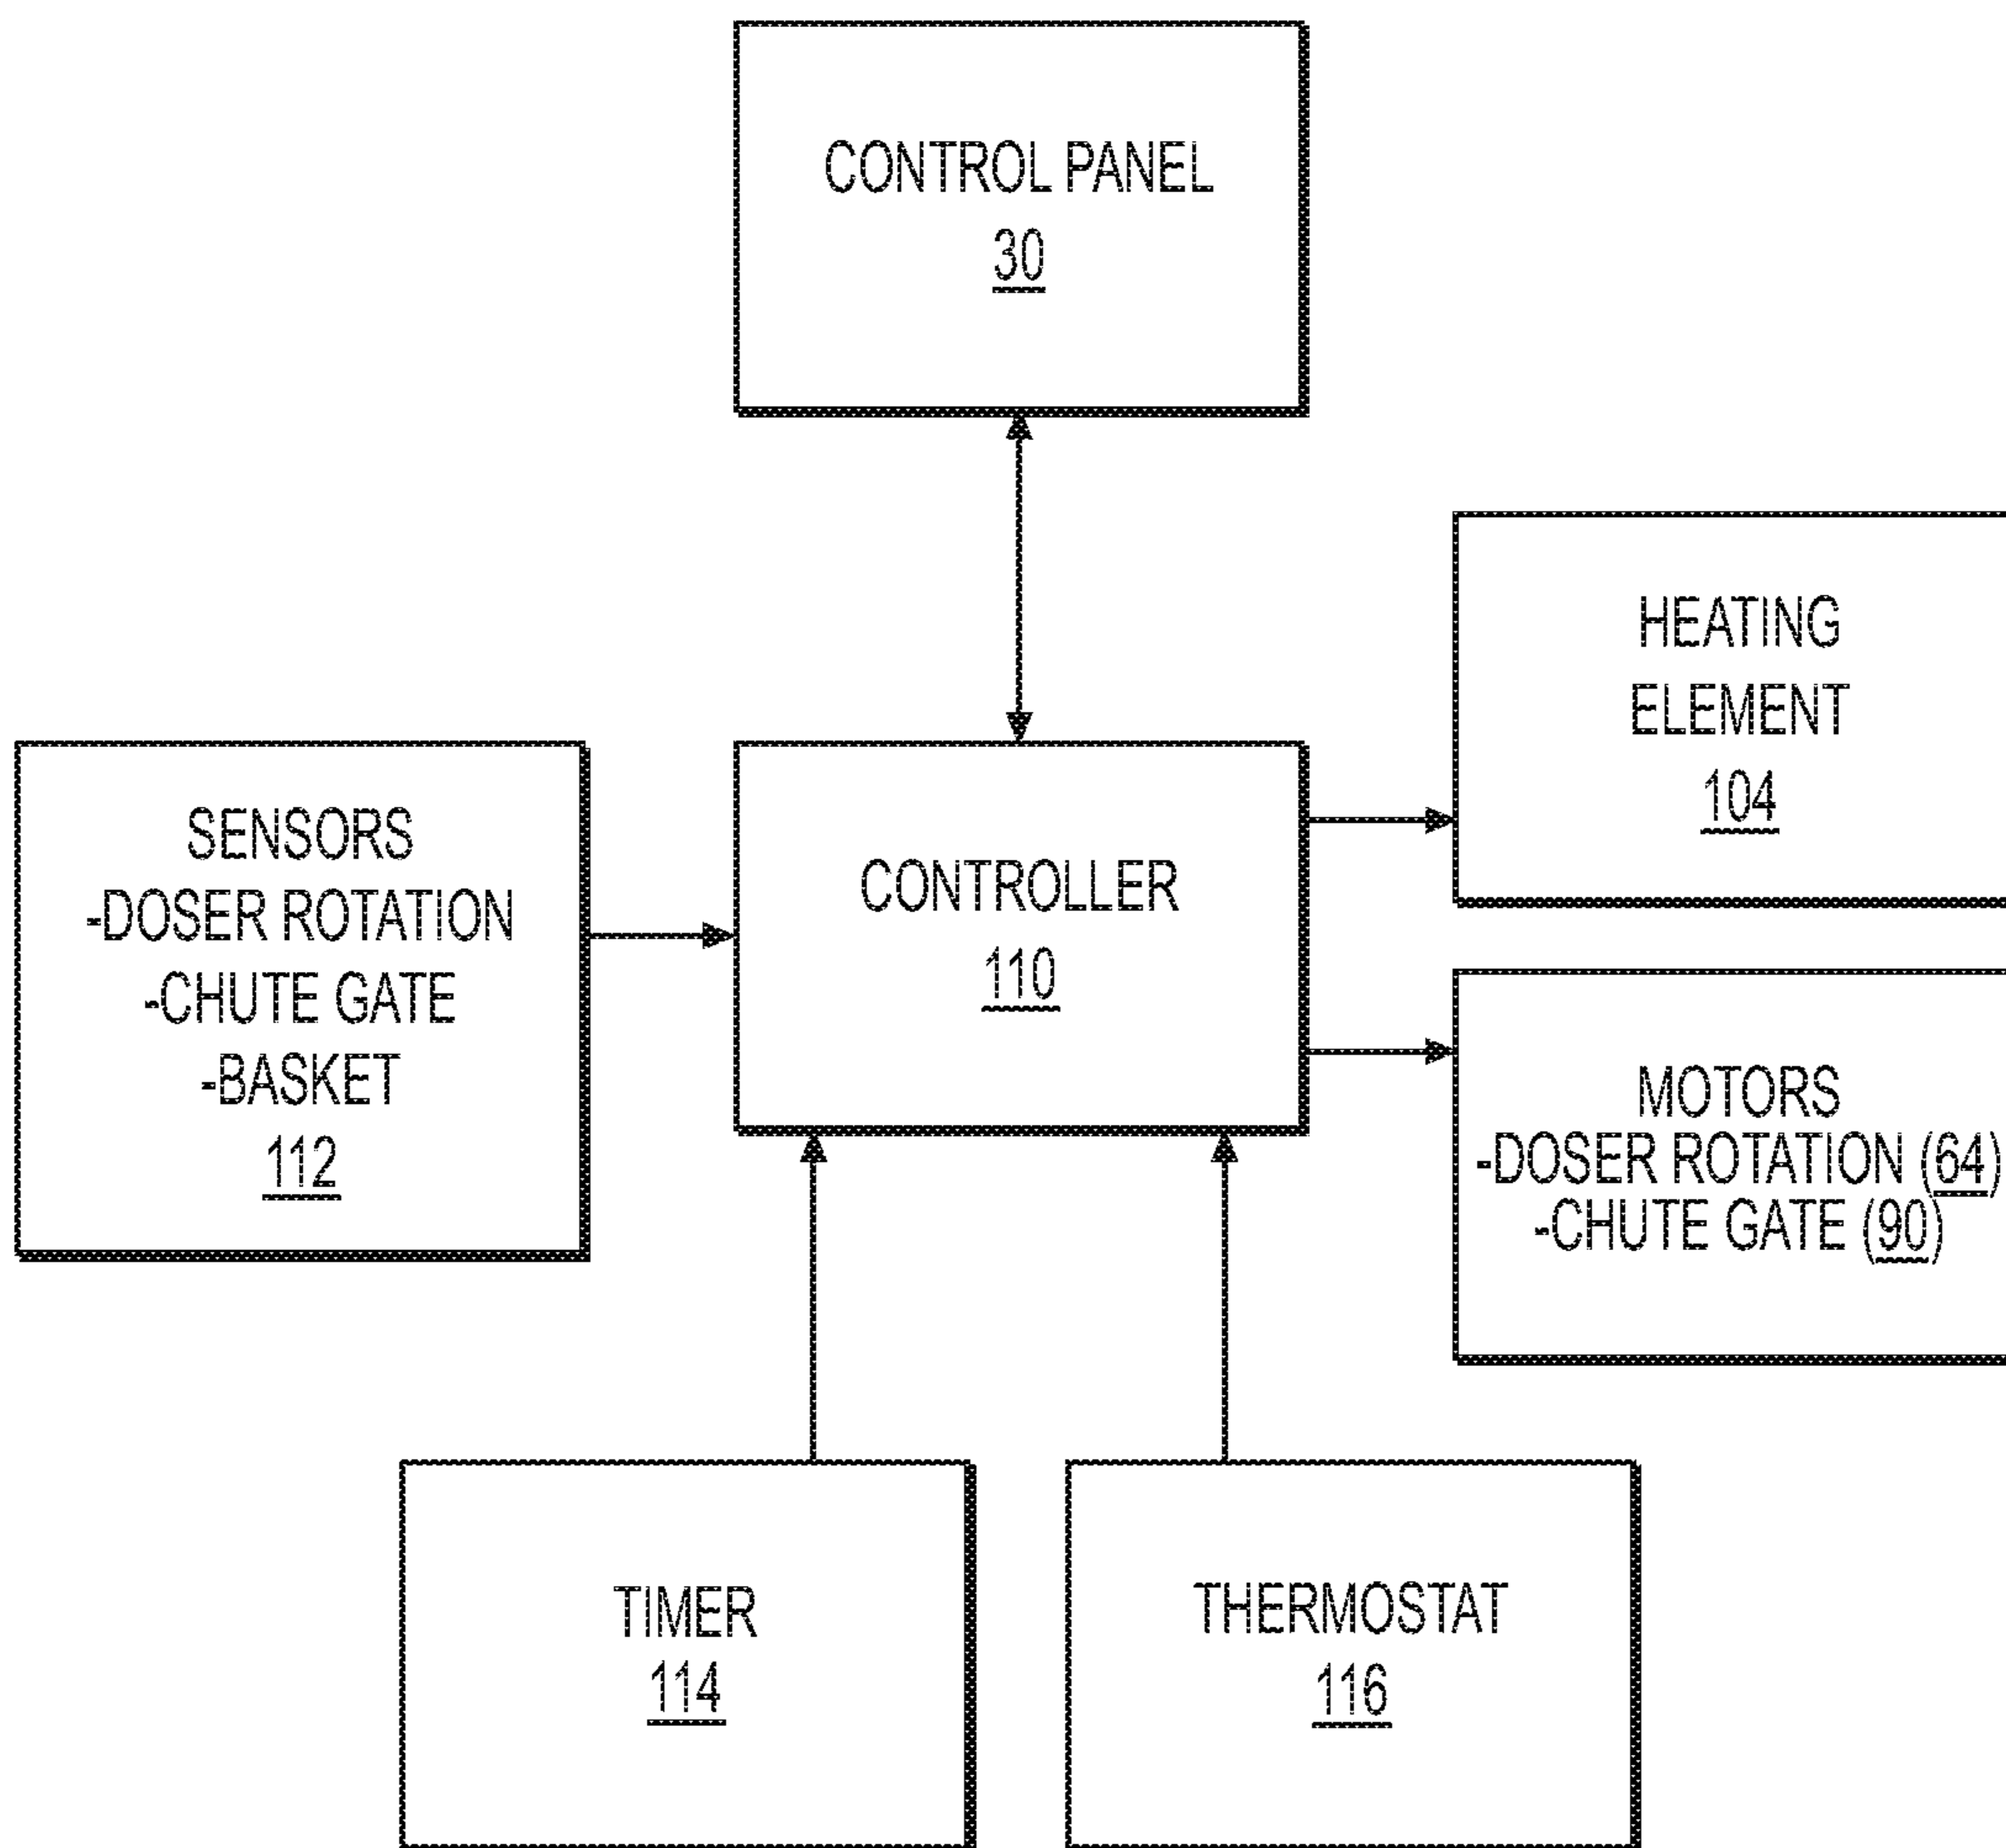 CONTROL PANEL
30
HEATING
ELEMENT
104
SENSORS
-DOSER ROTATION
-CHUTE GATE
-BASKET
112
CONTROLLER
110
MOTORS
-DOSER ROTATION (64)
-CHUTE GATE (90)
TIMER
114
THERMOSTAT
116